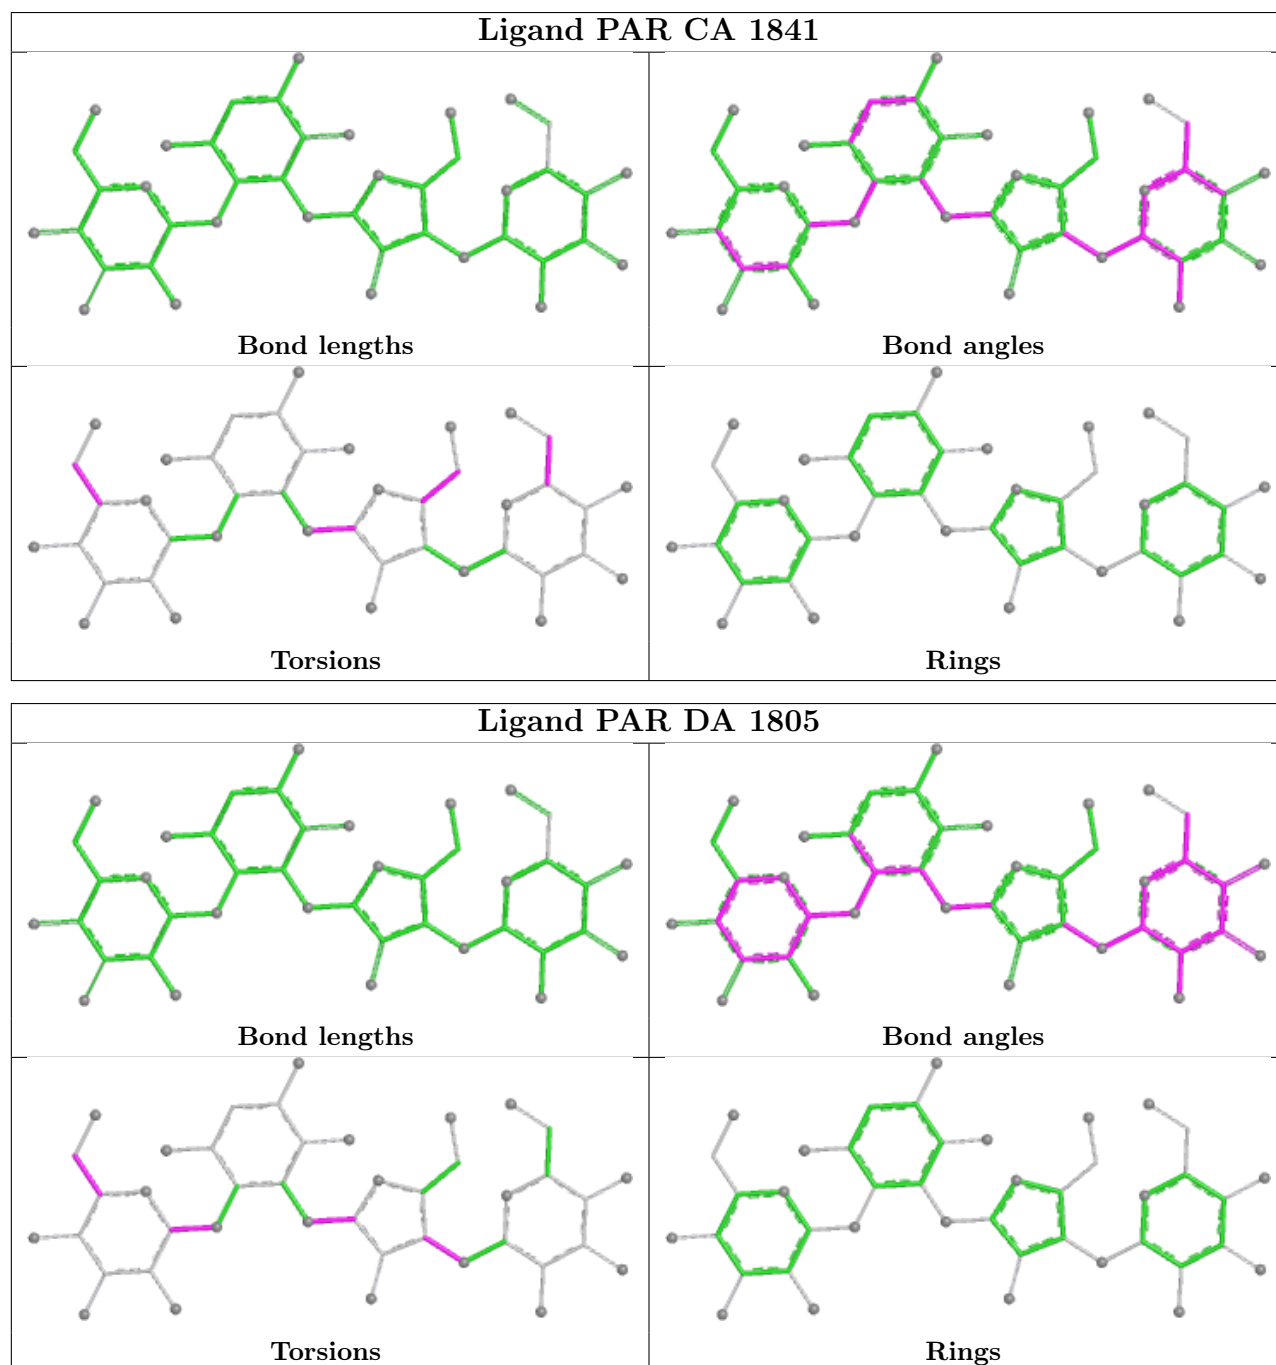 Ligand PAR CA 1841
Bond lengths
Bond angles
Torsions
Rings
Ligand PAR DA 1805
Bond lengths
Bond angles
Torsions
Rings